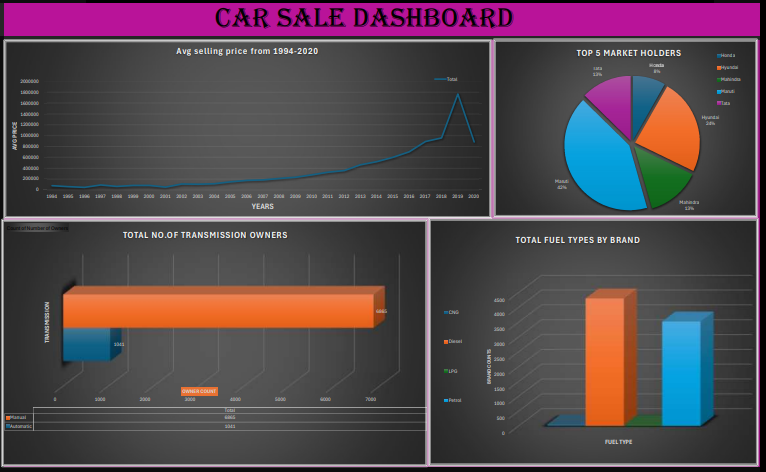 CAR SALE DASHBOARD
Avg selling price from 1994-2020
Total
2000000
1800000
1600000
1400000
1200000
1000000
800000
600000
400000
200000
0
AVG PRICE
1994 1995 1996 1997 1998 1999 2000 2001 2002 2003 2004 2005 2006 2007 2008 2009 2010 2011 2012 2013 2014 2015 2016 2017 2018 2019 2020
YEARS
TOP 5 MARKET HOLDERS
Honda
Hyundai
Mahindra
Maruti
Tata
Tata
13%
Honda
8%
Hyundai
24%
Maruti
42%
Mahindra
13%
Count of Number of Owners
TOTAL NO.OF TRANSMISSION OWNERS
TRANSMISSION
6865
1041
OWNER COUNT
0 1000 2000 3000 4000 5000 6000 7000
Total
Manual 6865
Automatic 1041
TOTAL FUEL TYPES BY BRAND
CNG
Diesel
LPG
Petrol
4500
4000
3500
3000
2500
2000
1500
1000
500
0
BRAND COUNTS
FUEL TYPE